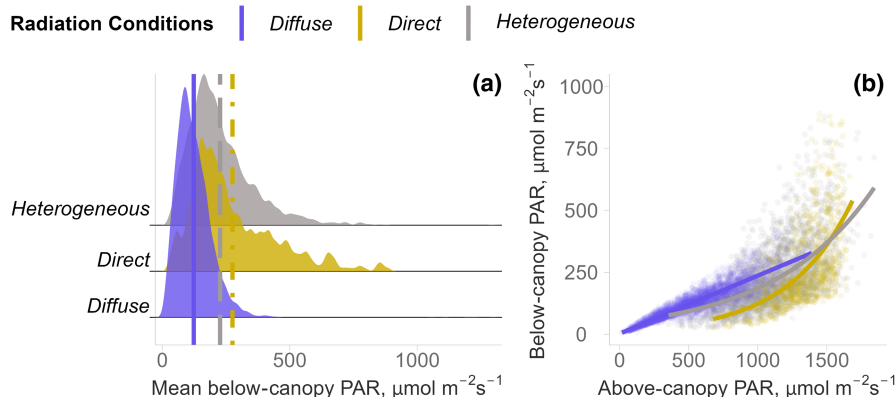 Radiation Conditions Diffuse Direct Heterogeneous
(a)
Heterogeneous
Direct
Diffuse
0 500 1000
Mean below-canopy PAR, μmol m⁻²s⁻¹
(b)
Below-canopy PAR, μmol m⁻²s⁻¹
1000
750
500
250
0
0 500 1000 1500
Above-canopy PAR, μmol m⁻²s⁻¹